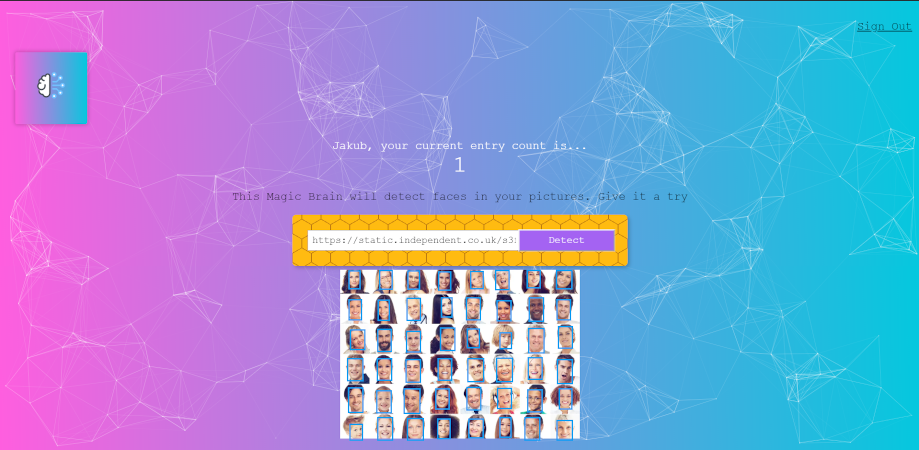 Sign Out
Jakub, your current entry count is...
1
This Magic Brain will detect faces in your pictures. Give it a try
https://static.independent.co.uk/s3
Detect